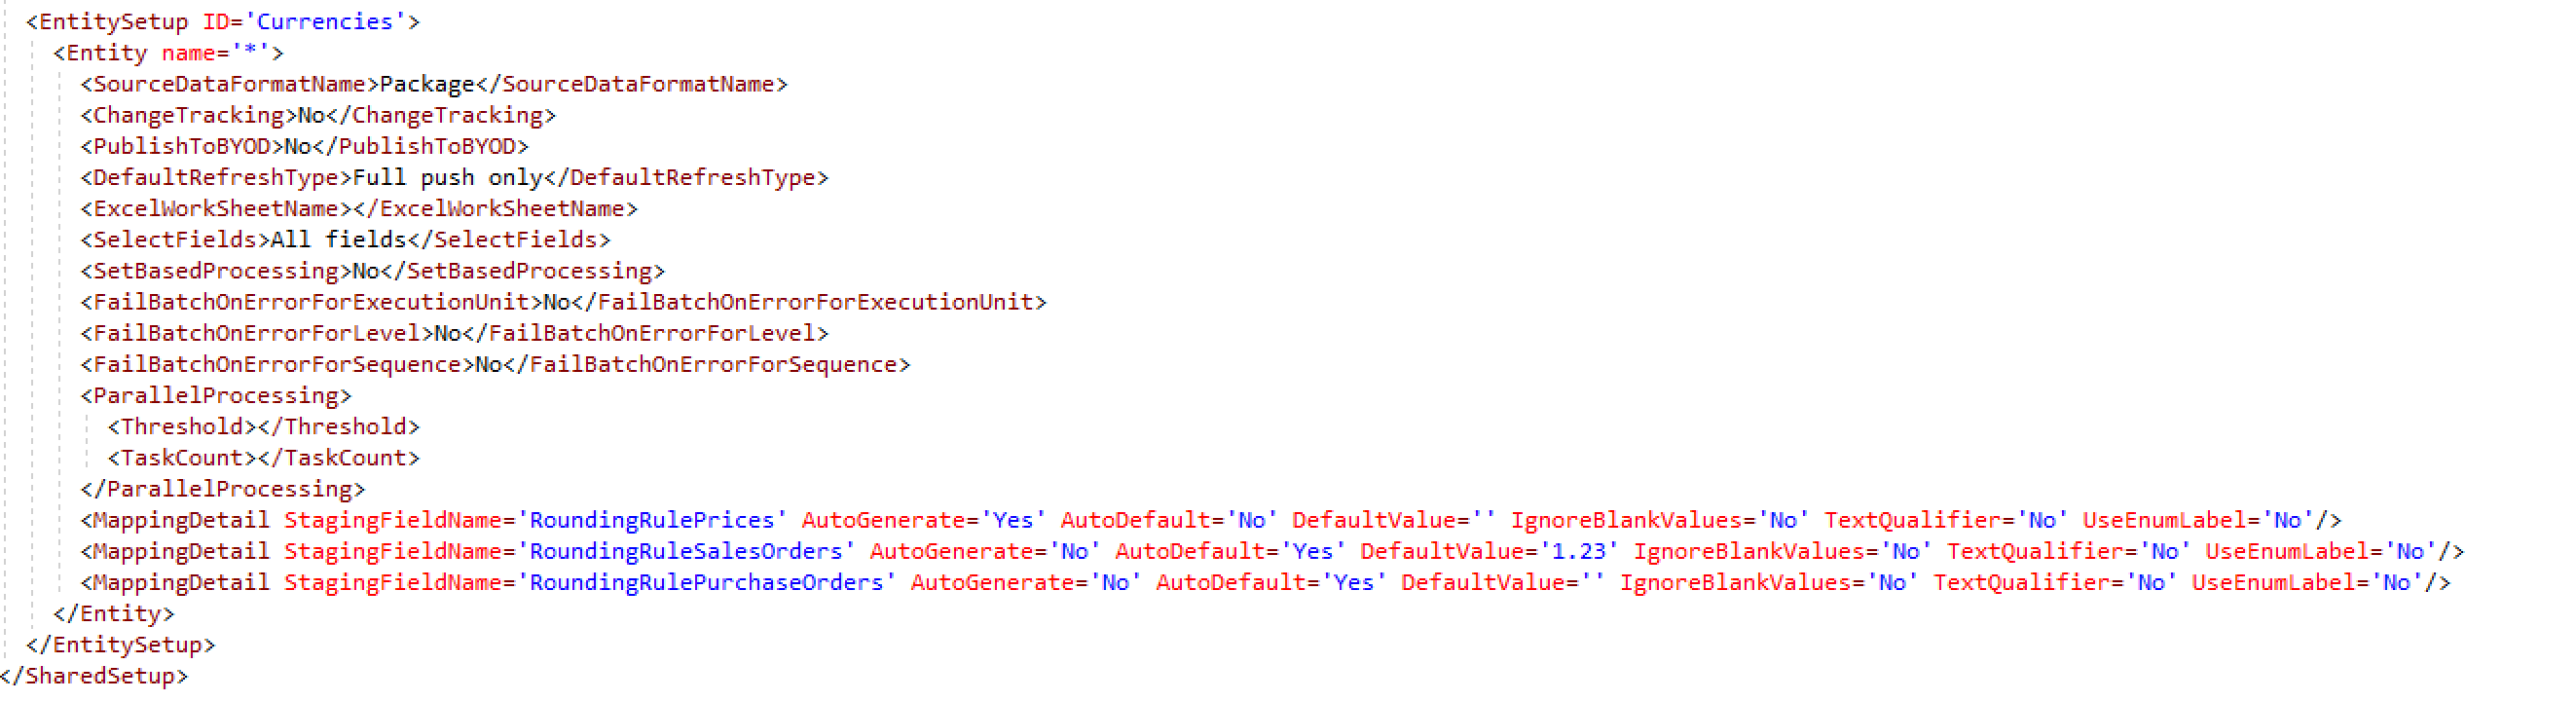 <EntitySetup ID='Currencies'>
<Entity name='*'>
<SourceDataFormatName>Package</SourceDataFormatName>
<ChangeTracking>No</ChangeTracking>
<PublishToBYOD>No</PublishToBYOD>
<DefaultRefreshType>Full push only</DefaultRefreshType>
<ExcelWorkSheetName></ExcelWorkSheetName>
<SelectFields>All fields</SelectFields>
<SetBasedProcessing>No</SetBasedProcessing>
<FailBatchOnErrorForExecutionUnit>No</FailBatchOnErrorForExecutionUnit>
<FailBatchOnErrorForLevel>No</FailBatchOnErrorForLevel>
<FailBatchOnErrorForSequence>No</FailBatchOnErrorForSequence>
<ParallelProcessing>
<Threshold></Threshold>
<TaskCount></TaskCount>
</ParallelProcessing>
<MappingDetail StagingFieldName='RoundingRulePrices' AutoGenerate='Yes' AutoDefault='No' DefaultValue='' IgnoreBlankValues='No' TextQualifier='No' UseEnumLabel='No'/>
<MappingDetail StagingFieldName='RoundingRuleSalesOrders' AutoGenerate='No' AutoDefault='Yes' DefaultValue='1.23' IgnoreBlankValues='No' TextQualifier='No' UseEnumLabel='No'/>
<MappingDetail StagingFieldName='RoundingRulePurchaseOrders' AutoGenerate='No' AutoDefault='Yes' DefaultValue='' IgnoreBlankValues='No' TextQualifier='No' UseEnumLabel='No'/>
</Entity>
</EntitySetup>
</SharedSetup>